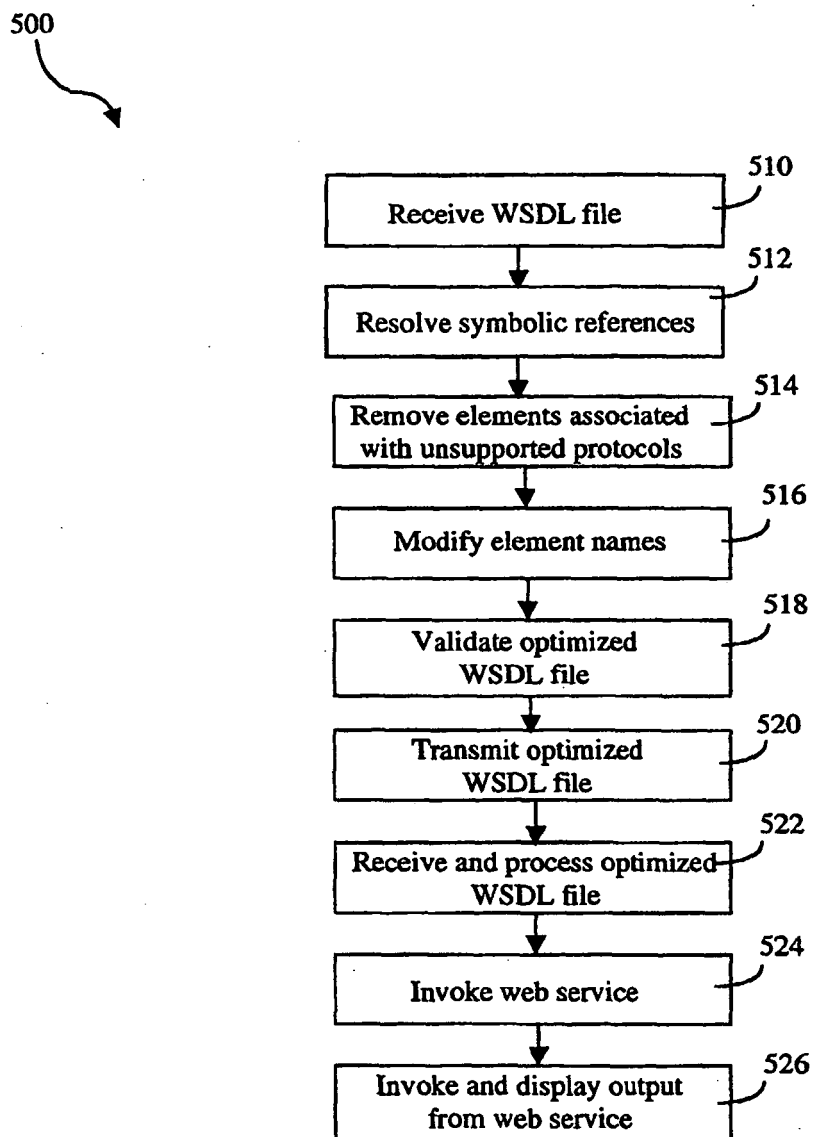 500
510
Receive WSDL file
512
Resolve symbolic references
514
Remove elements associated
with unsupported protocols
516
Modify element names
518
Validate optimized
WSDL file
520
Transmit optimized
WSDL file
522
Receive and process optimized
WSDL file
524
Invoke web service
526
Invoke and display output
from web service